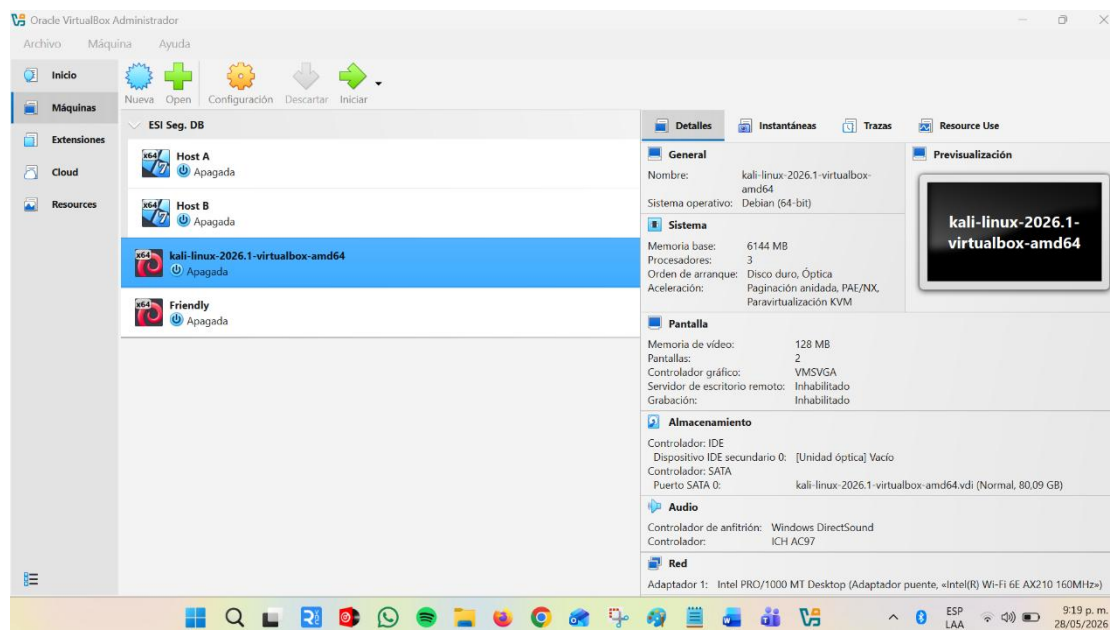 Oracle VirtualBox Administrador
Archivo Máquina Ayuda
Inicio
Máquinas
Extensiones
Cloud
Resources
Nueva Open Configuración Descartar Iniciar
ESI Seg. DB
x64 7 Host A
Apagada
x64 7 Host B
Apagada
x64 kali-linux-2026.1-virtualbox-amd64
Apagada
x64 Friendly
Apagada
Detalles Instantáneas Trazas Resource Use
General
Nombre: kali-linux-2026.1-virtualbox-
amd64
Sistema operativo: Debian (64-bit)
Sistema
Memoria base: 6144 MB
Procesadores: 3
Orden de arranque: Disco duro, Óptica
Aceleración: Paginación anidada, PAE/NX,
Paravirtualización KVM
Previsualización
kali-linux-2026.1-
virtualbox-amd64
Pantalla
Memoria de vídeo: 128 MB
Pantallas: 2
Controlador gráfico: VMSVGA
Servidor de escritorio remoto: Inhabilitado
Grabación: Inhabilitado
Almacenamiento
Controlador: IDE
Dispositivo IDE secundario 0: [Unidad óptica] Vacío
Controlador: SATA
Puerto SATA 0: kali-linux-2026.1-virtualbox-amd64.vdi (Normal, 80,09 GB)
Audio
Controlador de anfitrión: Windows DirectSound
Controlador: ICH AC97
Red
Adaptador 1: Intel PRO/1000 MT Desktop (Adaptador puente, «Intel(R) Wi-Fi 6E AX210 160MHz»)
ESP
LAA
9:19 p. m.
28/05/2026